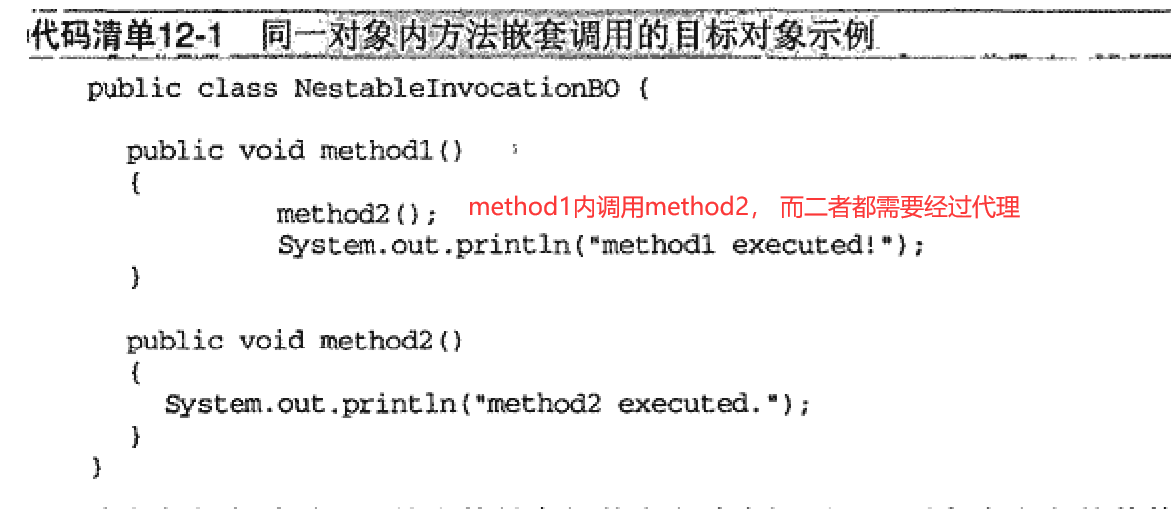 代码清单12-1 同一对象内方法嵌套调用的目标对象示例
public class NestableInvocationBO {
public void method1()
{
method2(); method1内调用method2， 而二者都需要经过代理
System.out.println("method1 executed!");
}
public void method2()
{
System.out.println("method2 executed.");
}
}